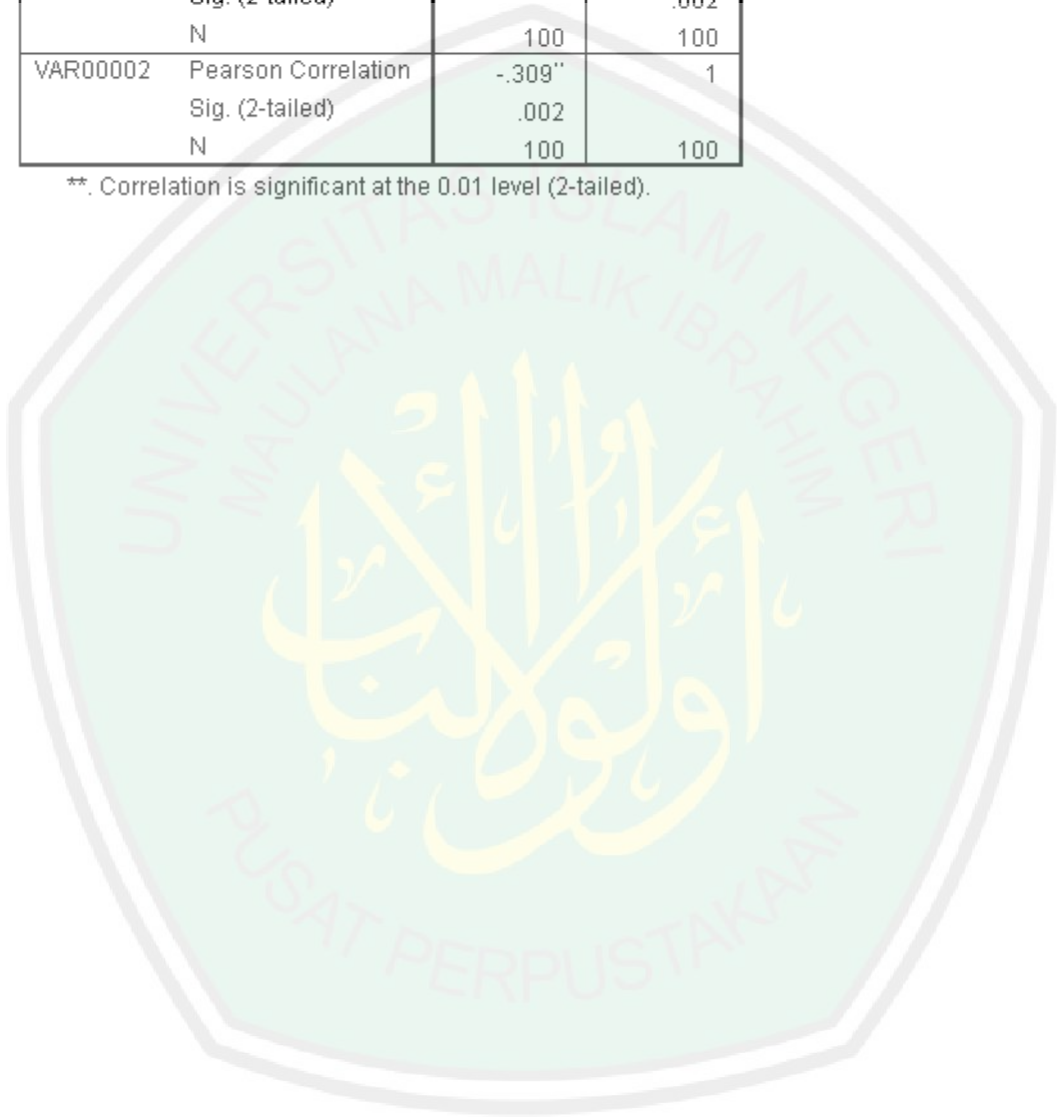 Sig. (2-tailed) .002
N 100 100
VAR00002 Pearson Correlation -.309** 1
Sig. (2-tailed) .002
N 100 100
**. Correlation is significant at the 0.01 level (2-tailed).
UNIVERSITAS ISLAM NEGERI
MAULANA MALIK IBRAHIM
أولوا الألباب
PUSAT PERPUSTAKAAN